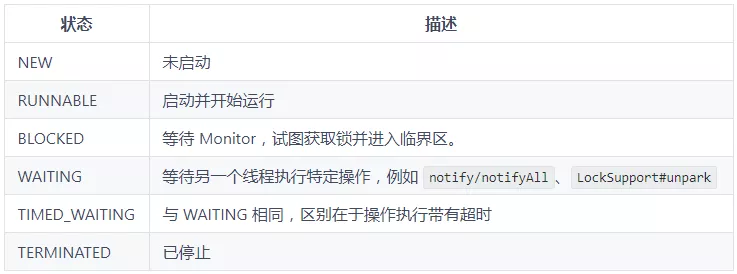 状态 描述
NEW 未启动
RUNNABLE 启动并开始运行
BLOCKED 等待 Monitor，试图获取锁并进入临界区。
WAITING 等待另一个线程执行特定操作，例如 notify/notifyAll、LockSupport#unpark
TIMED_WAITING 与 WAITING 相同，区别在于操作执行带有超时
TERMINATED 已停止